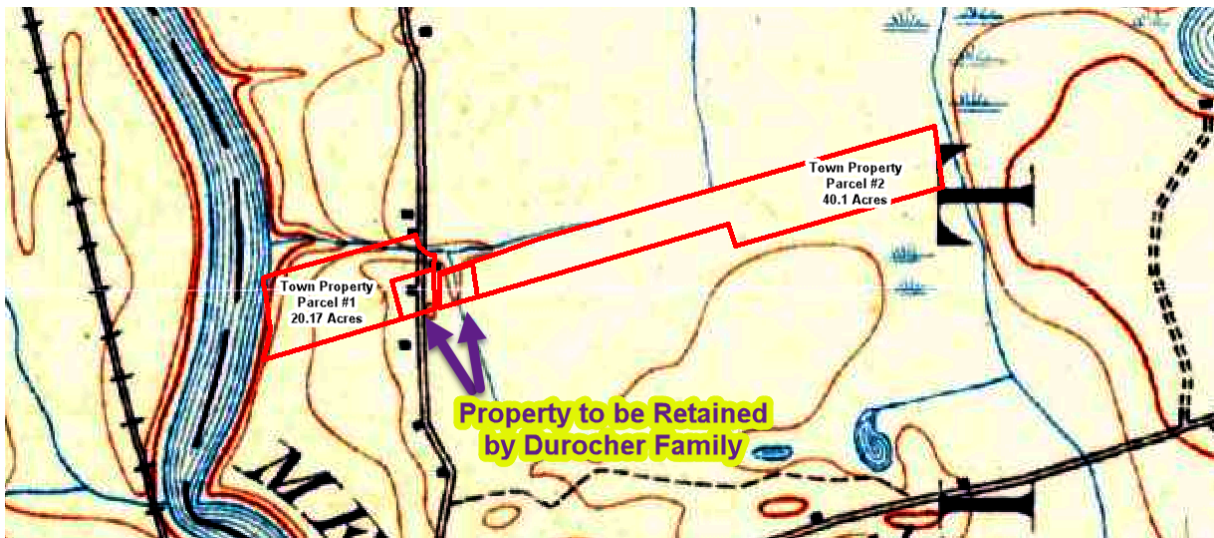 Town Property
Parcel #2
40.1 Acres
Town Property
Parcel #1
20.17 Acres
Property to be Retained
by Durocher Family